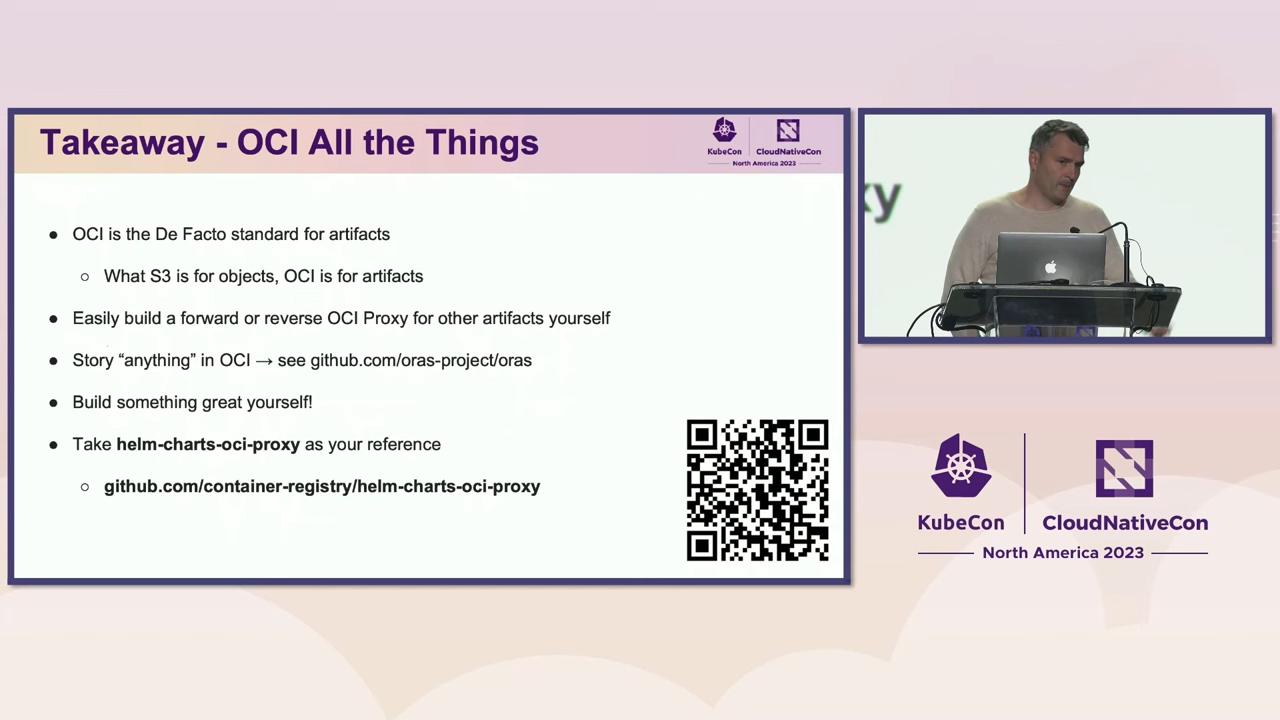 Takeaway - OCI All the Things
KubeCon
CloudNativeCon
North America 2023
● OCI is the De Facto standard for artifacts
○ What S3 is for objects, OCI is for artifacts
● Easily build a forward or reverse OCI Proxy for other artifacts yourself
● Story “anything” in OCI → see github.com/oras-project/oras
● Build something great yourself!
● Take helm-charts-oci-proxy as your reference
○ github.com/container-registry/helm-charts-oci-proxy
xy
KubeCon
CloudNativeCon
North America 2023